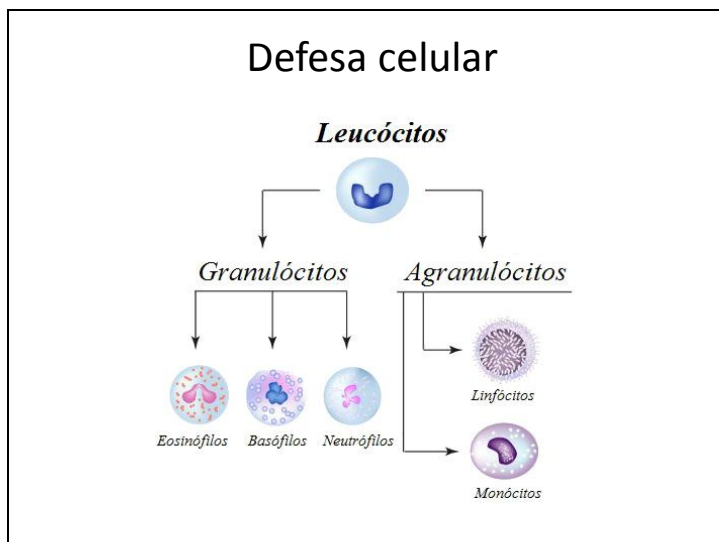 Defesa celular
Leucócitos
Granulócitos
Agranulócitos
Eosinófilos
Basófilos
Neutrófilos
Linfócitos
Monócitos